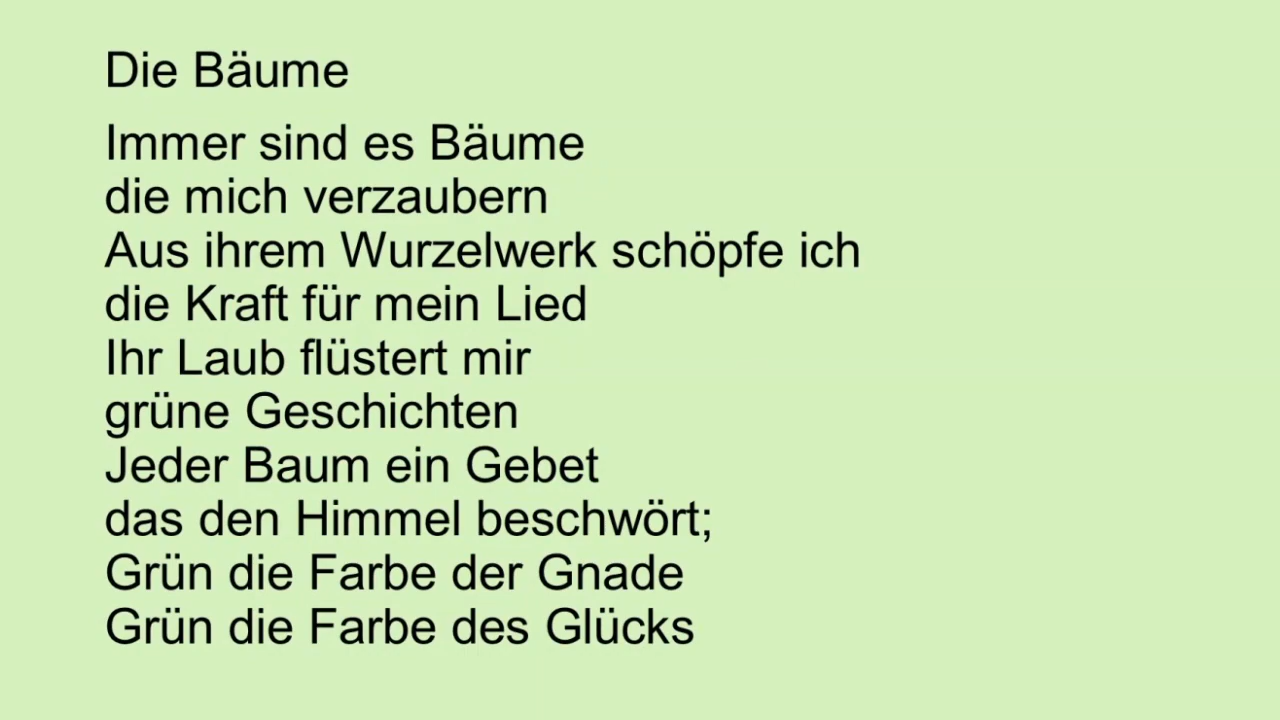 Die Bäume
Immer sind es Bäume
die mich verzaubern
Aus ihrem Wurzelwerk schöpfe ich
die Kraft für mein Lied
Ihr Laub flüstert mir
grüne Geschichten
Jeder Baum ein Gebet
das den Himmel beschwört;
Grün die Farbe der Gnade
Grün die Farbe des Glücks